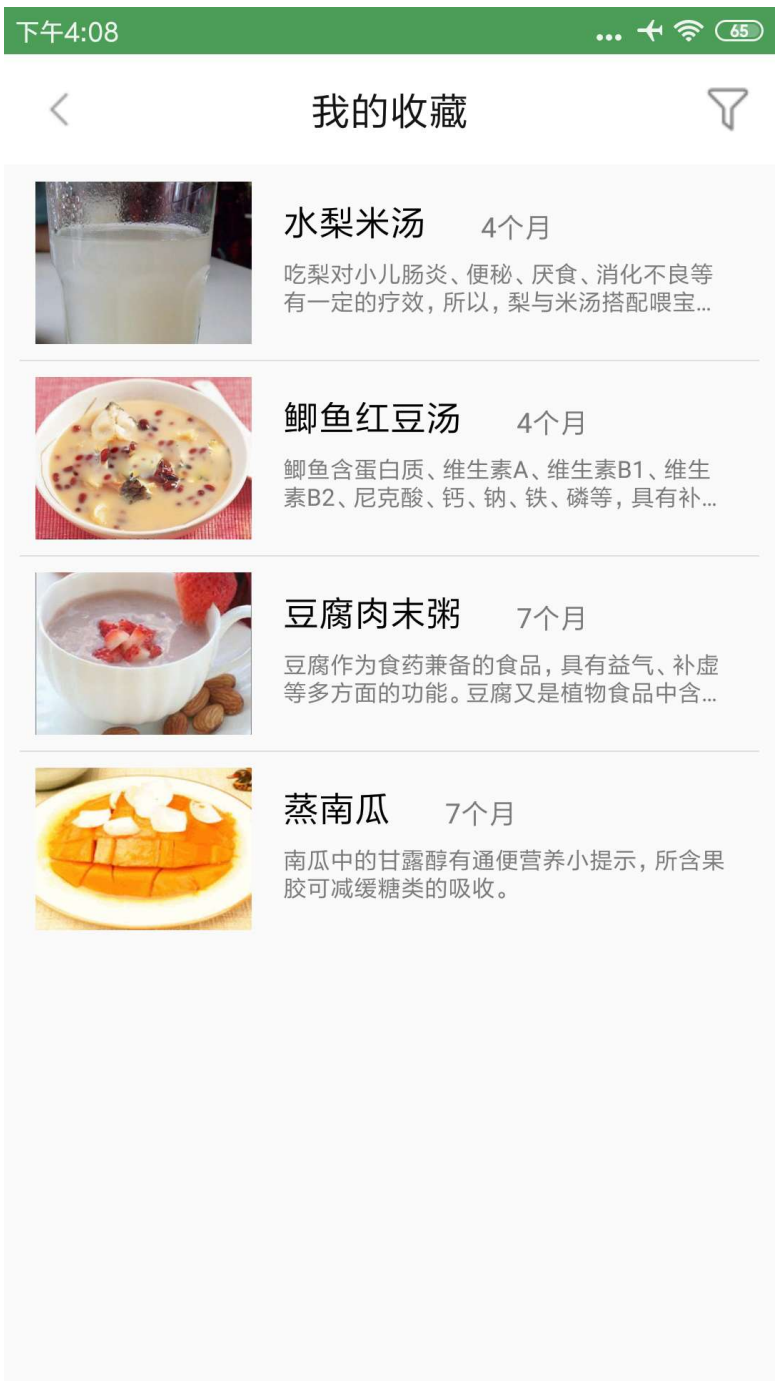 下午4:08
65
我的收藏
水梨米汤 4个月
吃梨对小儿肠炎、便秘、厌食、消化不良等
有一定的疗效，所以，梨与米汤搭配喂宝...
鲫鱼红豆汤 4个月
鲫鱼含蛋白质、维生素A、维生素B1、维生
素B2、尼克酸、钙、钠、铁、磷等，具有补...
豆腐肉末粥 7个月
豆腐作为食药兼备的食品，具有益气、补虚
等多方面的功能。豆腐又是植物食品中含...
蒸南瓜 7个月
南瓜中的甘露醇有通便营养小提示，所含果
胶可减缓糖类的吸收。